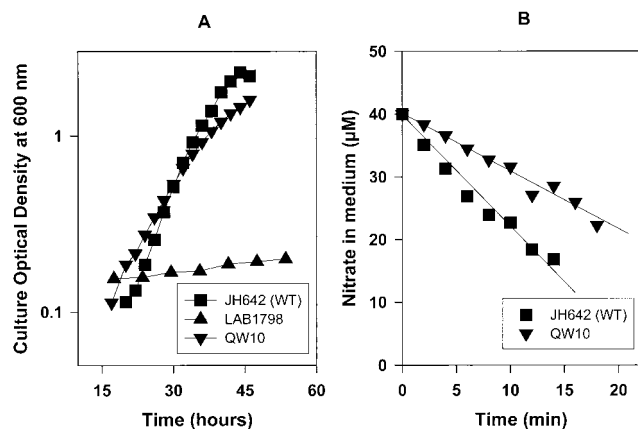 A
Culture Optical Density at 600 nm
1
0.1
JH642 (WT)
LAB1798
QW10
15 30 45 60
Time (hours)
B
Nitrate in medium (µM)
50
40
30
20
10
0
JH642 (WT)
QW10
0 5 10 15 20
Time (min)